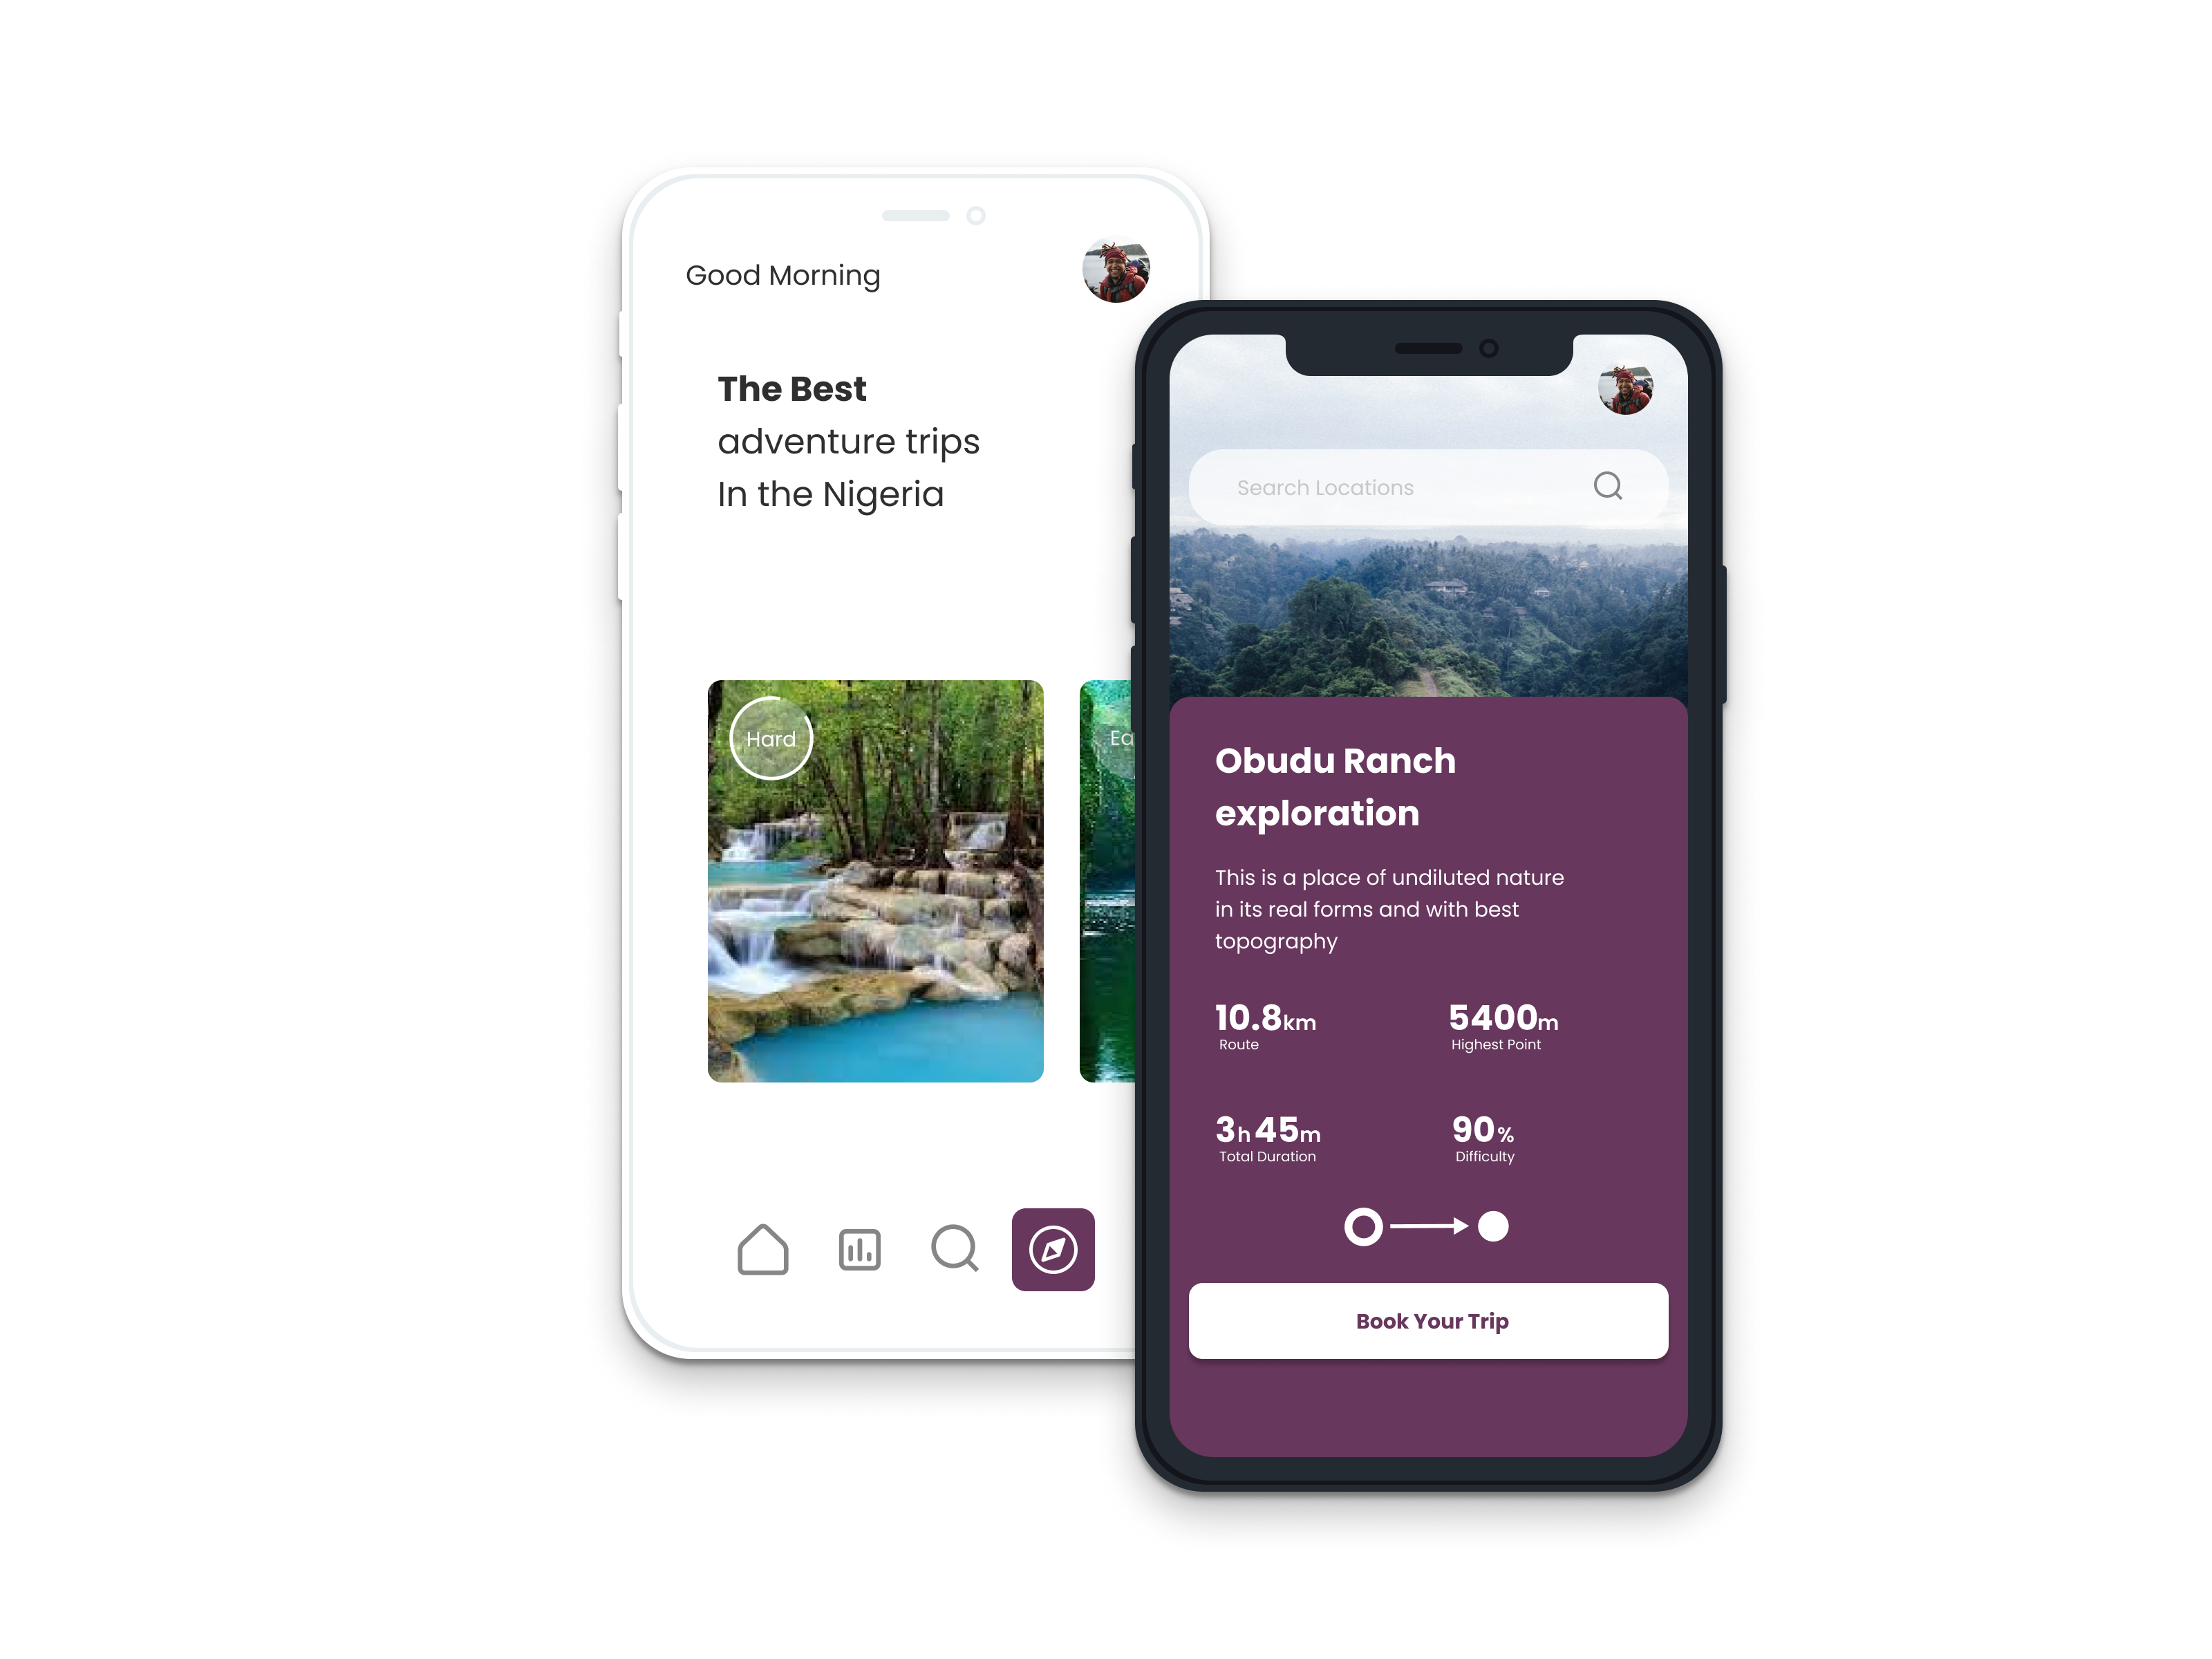 Good Morning
The Best
adventure trips
In the Nigeria
Hard
Ea
Search Locations
Obudu Ranch
exploration
This is a place of undiluted nature
in its real forms and with best
topography
10.8km
Route
5400m
Highest Point
3h 45m
Total Duration
90%
Difficulty
Book Your Trip